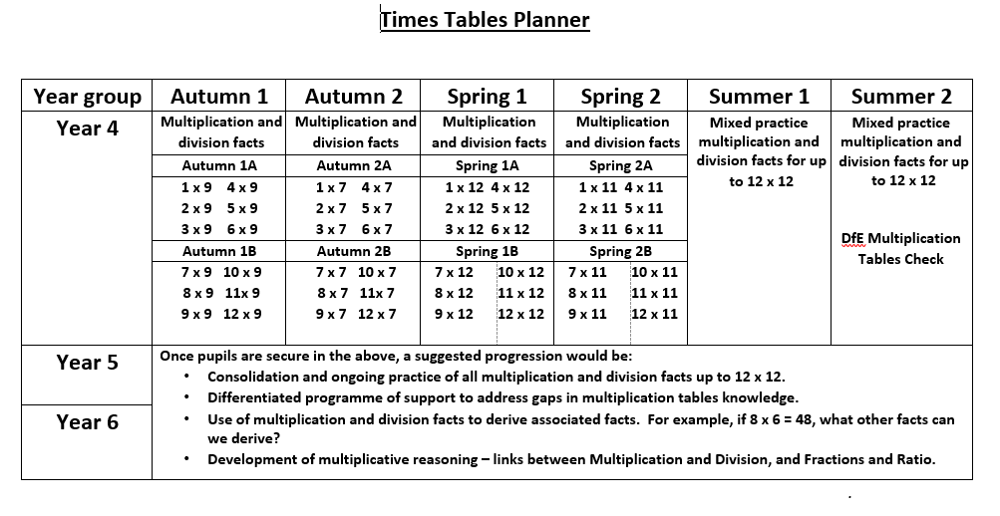 Times Tables Planner
Year group Autumn 1 Autumn 2 Spring 1 Spring 2 Summer 1 Summer 2
Year 4
Multiplication and
division facts
Autumn 1A
1 x 9 4 x 9
2 x 9 5 x 9
3 x 9 6 x 9
Autumn 1B
7 x 9 10 x 9
8 x 9 11x 9
9 x 9 12 x 9
Multiplication and
division facts
Autumn 2A
1 x 7 4 x 7
2 x 7 5 x 7
3 x 7 6 x 7
Autumn 2B
7 x 7 10 x 7
8 x 7 11x 7
9 x 7 12 x 7
Multiplication
and division facts
Spring 1A
1 x 12 4 x 12
2 x 12 5 x 12
3 x 12 6 x 12
Spring 1B
7 x 12 10 x 12
8 x 12 11 x 12
9 x 12 12 x 12
Multiplication
and division facts
Spring 2A
1 x 11 4 x 11
2 x 11 5 x 11
3 x 11 6 x 11
Spring 2B
7 x 11 10 x 11
8 x 11 11 x 11
9 x 11 12 x 11
Mixed practice
multiplication and
division facts for up
to 12 x 12
Mixed practice
multiplication and
division facts for up
to 12 x 12
DfE Multiplication
Tables Check
Year 5
Year 6
Once pupils are secure in the above, a suggested progression would be:
• Consolidation and ongoing practice of all multiplication and division facts up to 12 x 12.
• Differentiated programme of support to address gaps in multiplication tables knowledge.
• Use of multiplication and division facts to derive associated facts. For example, if 8 x 6 = 48, what other facts can
we derive?
• Development of multiplicative reasoning – links between Multiplication and Division, and Fractions and Ratio.
.